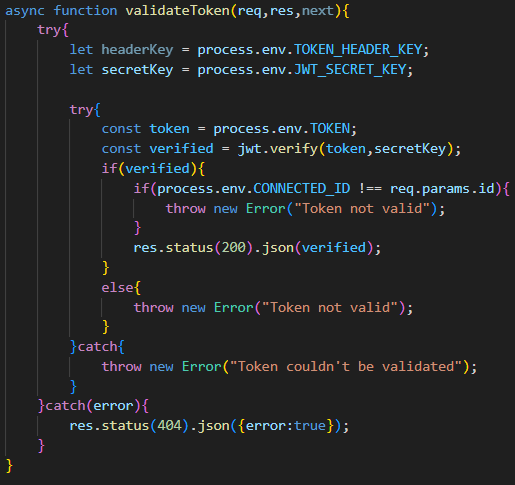 async function validateToken(req,res,next){
    try{
        let headerKey = process.env.TOKEN_HEADER_KEY;
        let secretKey = process.env.JWT_SECRET_KEY;

        try{
            const token = process.env.TOKEN;
            const verified = jwt.verify(token,secretKey);
            if(verified){
                if(process.env.CONNECTED_ID !== req.params.id){
                    throw new Error("Token not valid");
                }
                res.status(200).json(verified);
            }
            else{
                throw new Error("Token not valid");
            }
        }catch{
            throw new Error("Token couldn't be validated");
        }
    }catch(error){
        res.status(404).json({error:true});
    }
}